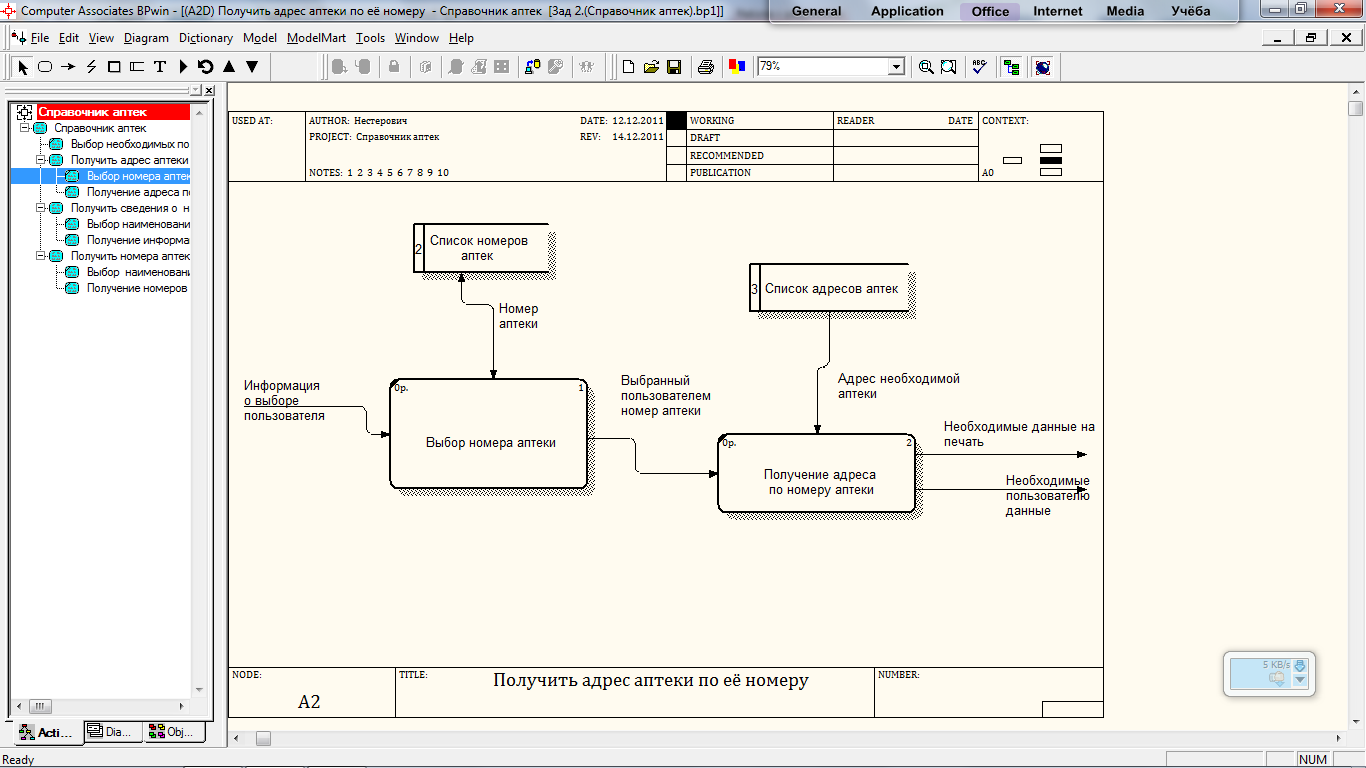 Computer Associates BPwin - [(A2D) Получить адрес аптеки по её номеру - Справочник аптек [Зад 2.(Справочник аптек).bp1]]
General Application Office Internet Media Учёба
File Edit View Diagram Dictionary Model ModelMart Tools Window Help
79%
ABC
Справочник аптек
Справочник аптек
Выбор необходимых по
Получить адрес аптеки
Выбор номера аптек
Получение адреса по
Получить сведения о н
Выбор наименовани
Получение информа
Получить номера аптек
Выбор наименовани
Получение номеров
Acti... Dia... Obj...
USED AT:
AUTHOR: Нестерович
DATE: 12.12.2011
PROJECT: Справочник аптек
REV: 14.12.2011
NOTES: 1 2 3 4 5 6 7 8 9 10
WORKING
DRAFT
RECOMMENDED
PUBLICATION
READER DATE
CONTEXT:
A0
2
Список номеров
аптек
3
Список адресов аптек
Номер
аптеки
Информация
о выборе
пользователя
0р. 1
Выбор номера аптеки
Выбранный
пользователем
номер аптеки
Адрес необходимой
аптеки
0р. 2
Получение адреса
по номеру аптеки
Необходимые данные на
печать
Необходимые
пользователю
данные
5 KB/s
NODE:
A2
TITLE:
Получить адрес аптеки по её номеру
NUMBER:
Ready
NUM